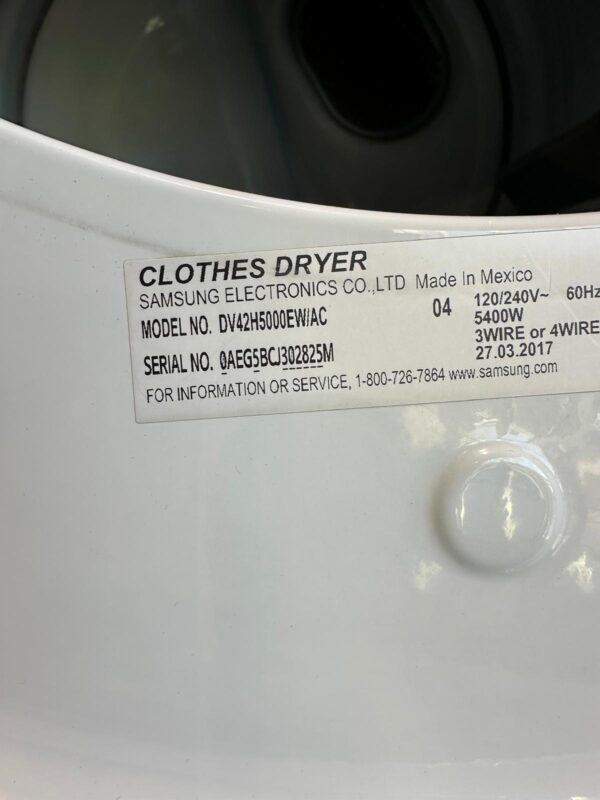 CLOTHES DRYER
SAMSUNG ELECTRONICS CO.,LTD Made In Mexico
MODEL NO. DV42H5000EW/AC
04
120/240V~ 60Hz
5400W
3WIRE or 4WIRE
27.03.2017
SERIAL NO. 0AEG5BCJ302825M
FOR INFORMATION OR SERVICE, 1-800-726-7864 www.samsung.com